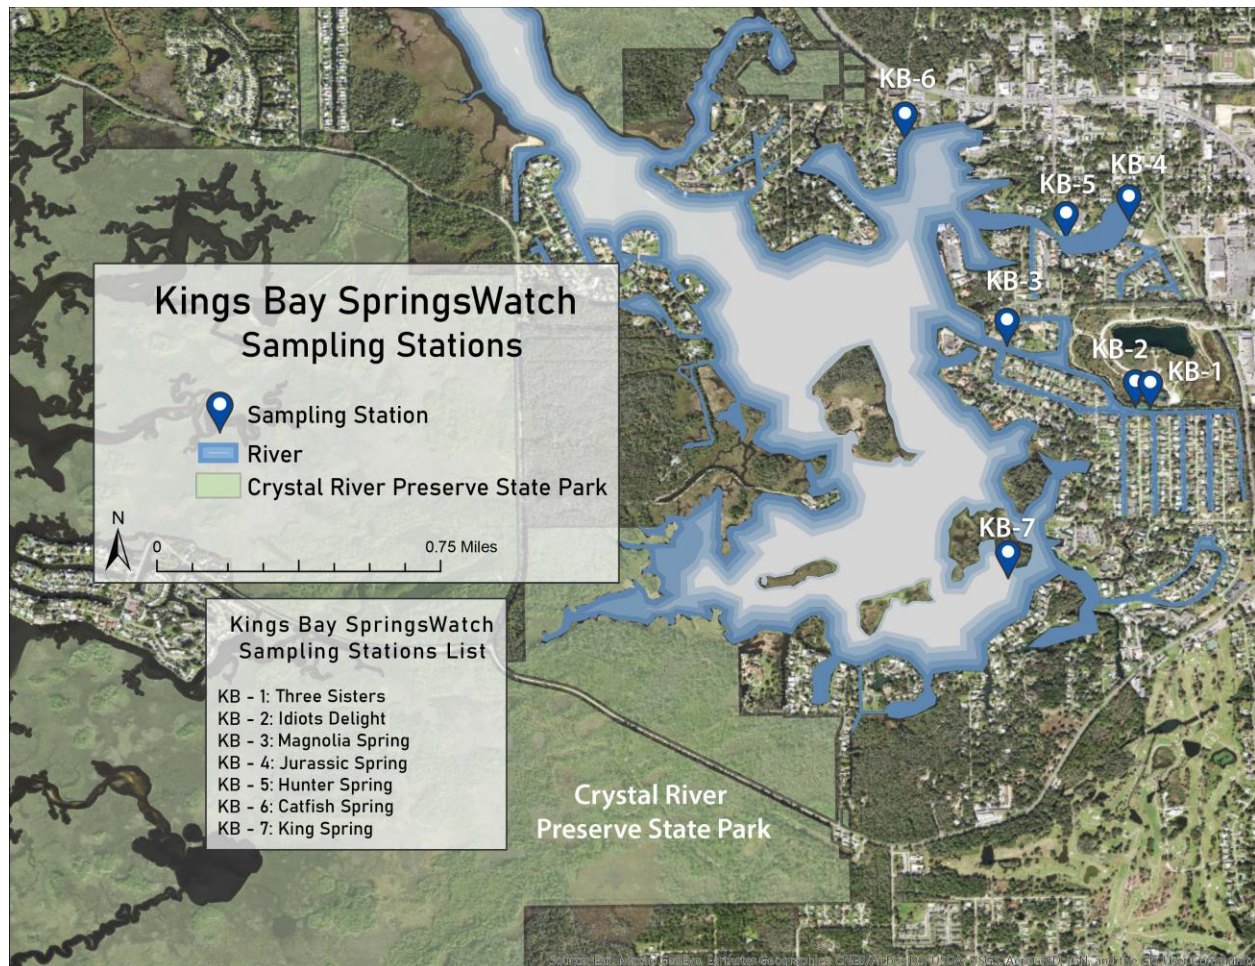 Kings Bay SpringsWatch
Sampling Stations
Sampling Station
River
Crystal River Preserve State Park
N
0
0.75 Miles
Kings Bay SpringsWatch
Sampling Stations List
KB - 1: Three Sisters
KB - 2: Idiots Delight
KB - 3: Magnolia Spring
KB - 4: Jurassic Spring
KB - 5: Hunter Spring
KB - 6: Catfish Spring
KB - 7: King Spring
KB-6
KB-4
KB-5
KB-3
KB-2
KB-1
KB-7
Crystal River
Preserve State Park